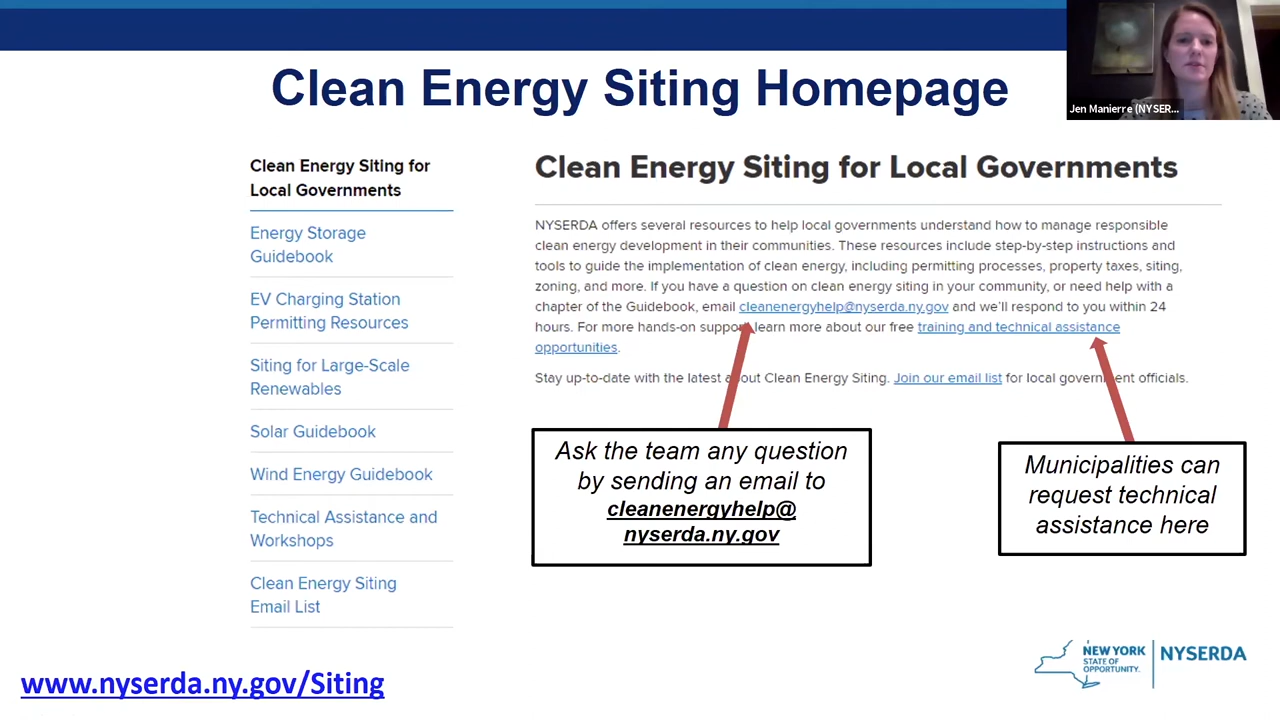 Clean Energy Siting Homepage
Jen Manierre (NYSER...
Clean Energy Siting for
Local Governments
Energy Storage
Guidebook
EV Charging Station
Permitting Resources
Siting for Large-Scale
Renewables
Solar Guidebook
Wind Energy Guidebook
Technical Assistance and
Workshops
Clean Energy Siting
Email List
Clean Energy Siting for Local Governments
NYSERDA offers several resources to help local governments understand how to manage responsible
clean energy development in their communities. These resources include step-by-step instructions and
tools to guide the implementation of clean energy, including permitting processes, property taxes, siting,
zoning, and more. If you have a question on clean energy siting in your community, or need help with a
chapter of the Guidebook, email cleanenergyhelp@nyserda.ny.gov and we'll respond to you within 24
hours. For more hands-on support, learn more about our free training and technical assistance
opportunities.
Stay up-to-date with the latest about Clean Energy Siting. Join our email list for local government officials.
Ask the team any question
by sending an email to
cleanenergyhelp@
nyserda.ny.gov
Municipalities can
request technical
assistance here
www.nyserda.ny.gov/Siting
NEW YORK
STATE OF
OPPORTUNITY.
NYSERDA